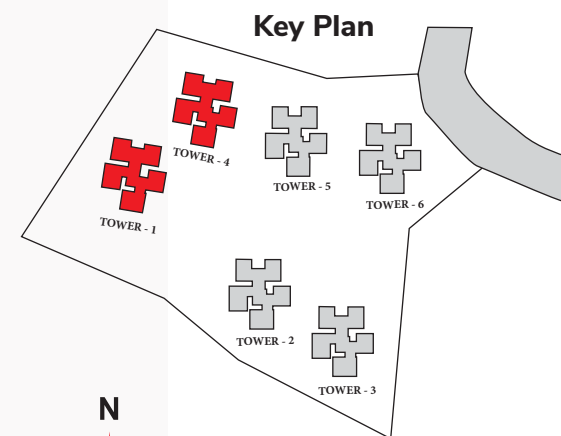 Key Plan
TOWER - 4
TOWER - 5
TOWER - 6
TOWER - 1
TOWER - 2
TOWER - 3
N